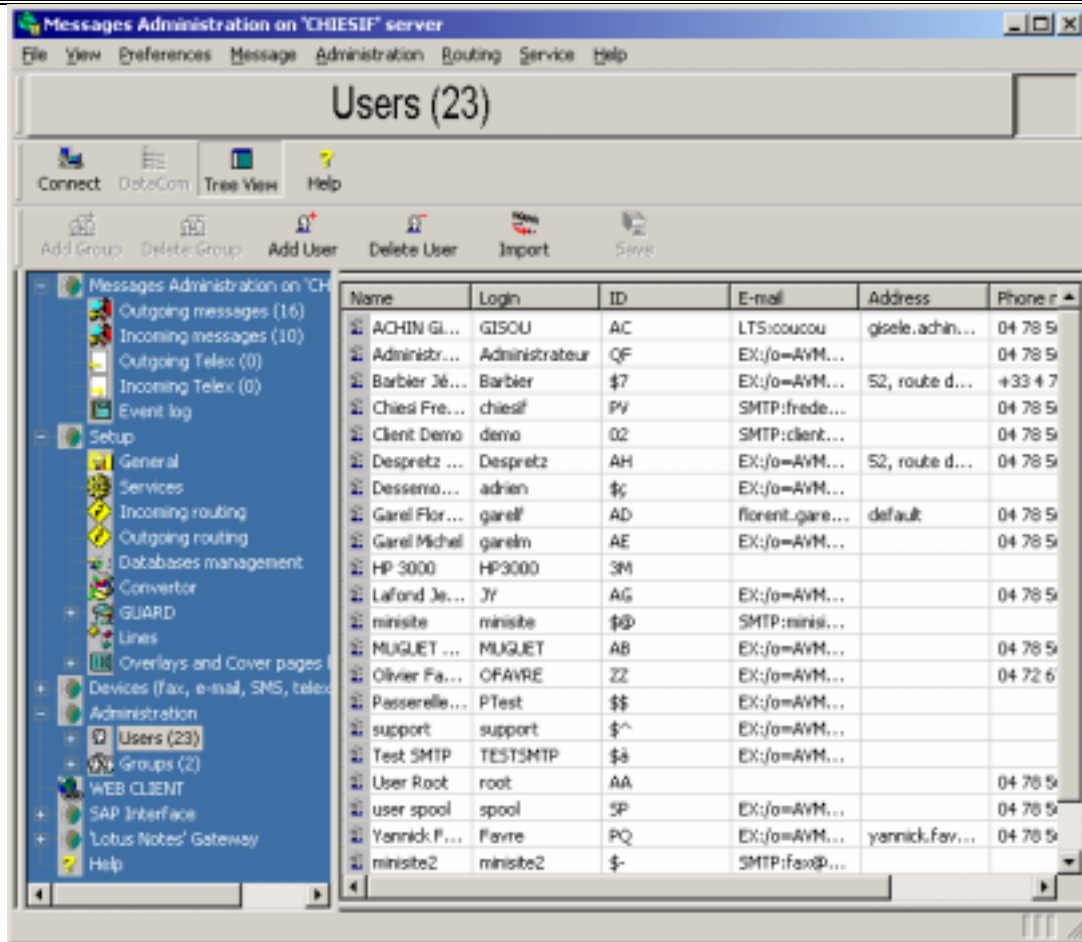 Messages Administration on 'CHIESIF' server
File View Preferences Message Administration Routing Service Help
Users (23)
Connect DataCom Tree View Help
Add Group Delete Group Add User Delete User Import Save
Messages Administration on 'CH
Outgoing messages (16)
Incoming messages (10)
Outgoing Telex (0)
Incoming Telex (0)
Event log
Setup
General
Services
Incoming routing
Outgoing routing
Databases management
Convertor
GUARD
Lines
Overlays and Cover pages
Devices (fax, e-mail, SMS, telex
Administration
Users (23)
Groups (2)
WEB CLIENT
SAP Interface
'Lotus Notes' Gateway
Help
Name Login ID E-mail Address Phone r
ACHIN Gi... GISOU AC LTS:coucou gisele.achin... 04 78 5
Administr... Administrateur QF EX:/o=AVM... 04 78 5
Barbier Jé... Barbier $7 EX:/o=AVM... 52, route d... +33 4 7
Chiesi Fre... chiesif PV SMTP:frede... 04 78 5
Client Demo demo 02 SMTP:client... 04 78 5
Despretz ... Despretz AH EX:/o=AVM... 52, route d... 04 78 5
Dessemo... adrien $ç EX:/o=AVM...
Garel Flor... garelf AD florent.gare... default 04 78 5
Garel Michel garelm AE EX:/o=AVM... 04 78 5
HP 3000 HP3000 3M
Lafond Je... JY AG EX:/o=AVM... 04 78 5
minisite minisite $@ SMTP:minisi...
MUGUET ... MUGUET AB EX:/o=AVM... 04 78 5
Olivier Fa... OFAVRE ZZ EX:/o=AVM... 04 72 6
Passerelle... PTest $$ EX:/o=AVM...
support support $^ EX:/o=AVM...
Test SMTP TESTSMTP $à EX:/o=AVM...
User Root root AA 04 78 5
user spool spool SP EX:/o=AVM... 04 78 5
Yannick F... Favre PQ EX:/o=AVM... yannick.fav... 04 78 5
minisite2 minisite2 $- SMTP:fax@...